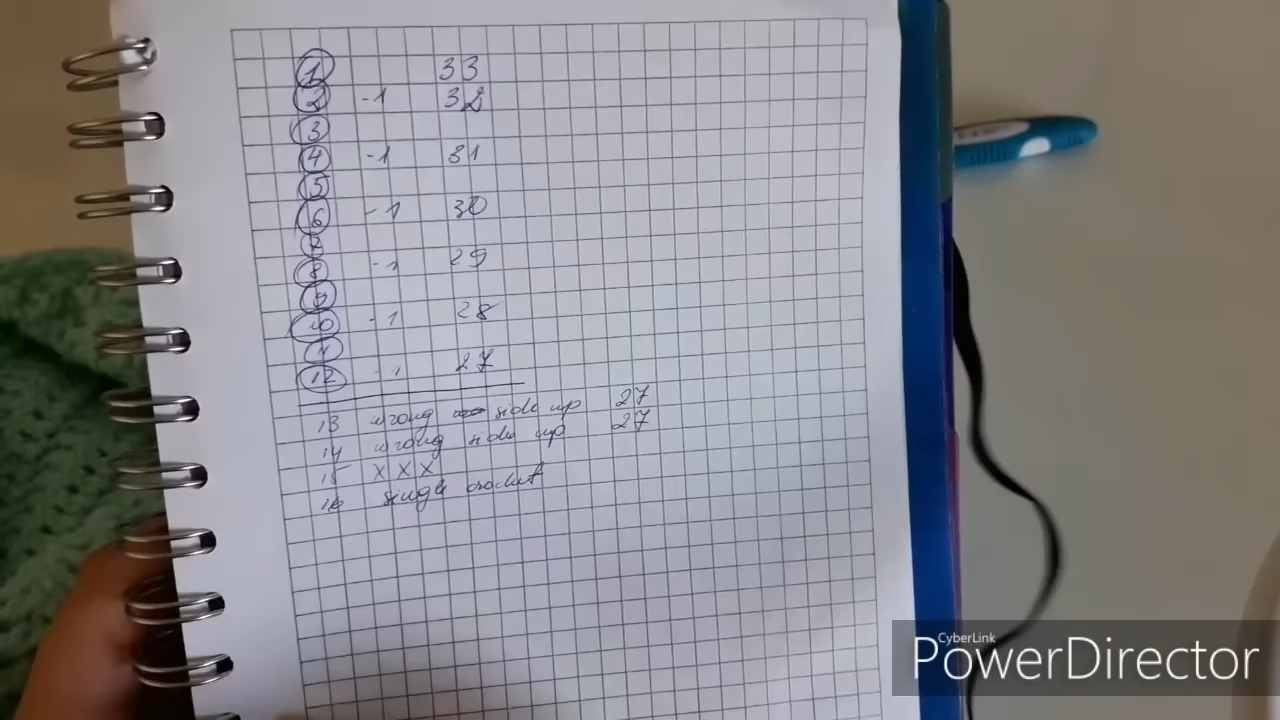 1 33
2 -1 32
3
4 -1 31
5
6 -1 30
7
8 -1 29
9
10 -1 28
11
12 -1 27
13 wrong side up 27
14 wrong side up 27
15 X X X
16 single crochet
CyberLink
PowerDirector